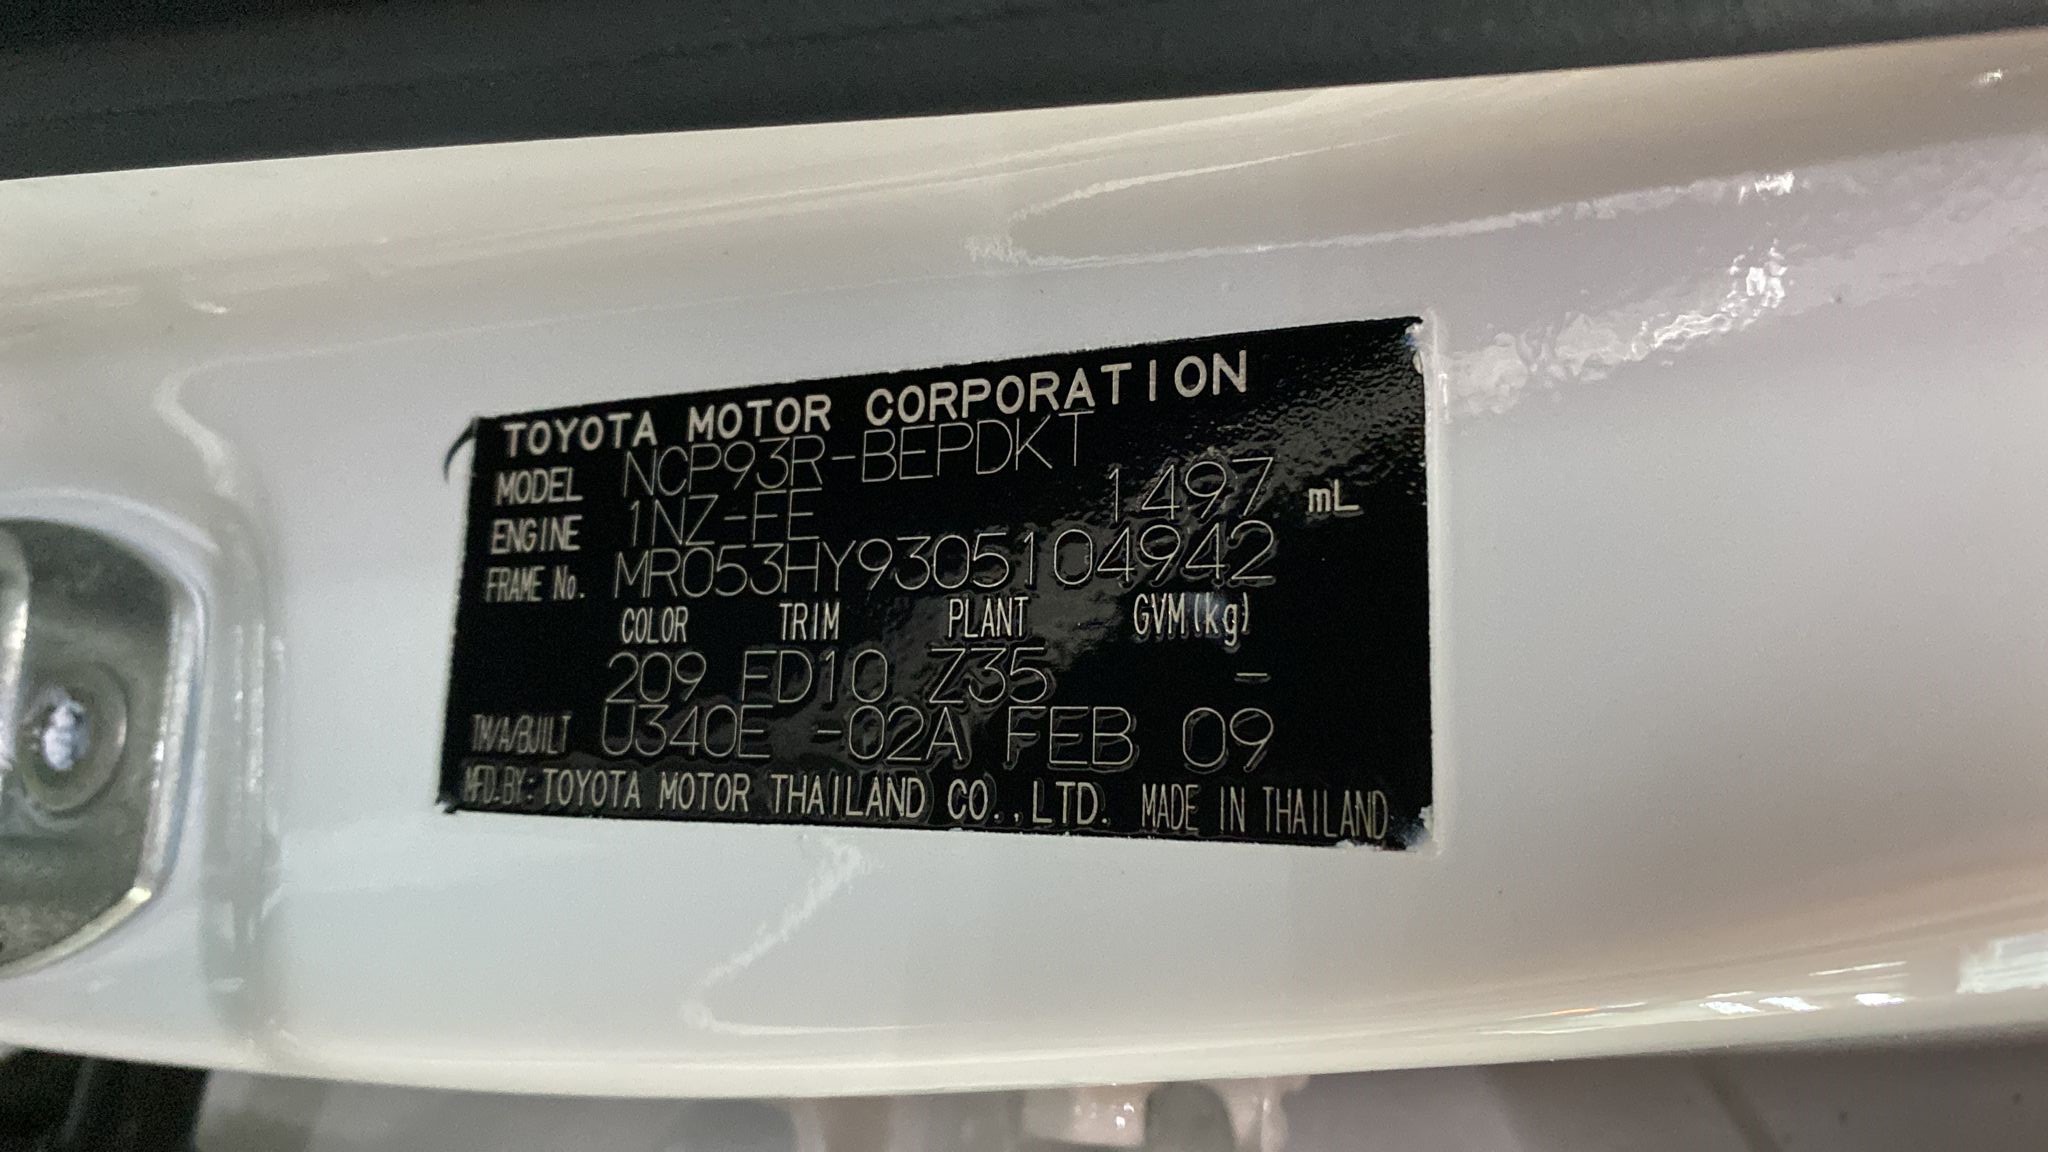 TOYOTA MOTOR CORPORATION
MODEL NCP93R-BEPDKT
ENGINE 1NZ-FE 1497 mL
FRAME No. MR053HY9305104942
COLOR TRIM PLANT GVM(kg)
209 FD10 Z35 -
TM/A/BUILT U340E -02A FEB 09
MFD.BY: TOYOTA MOTOR THAILAND CO.,LTD. MADE IN THAILAND